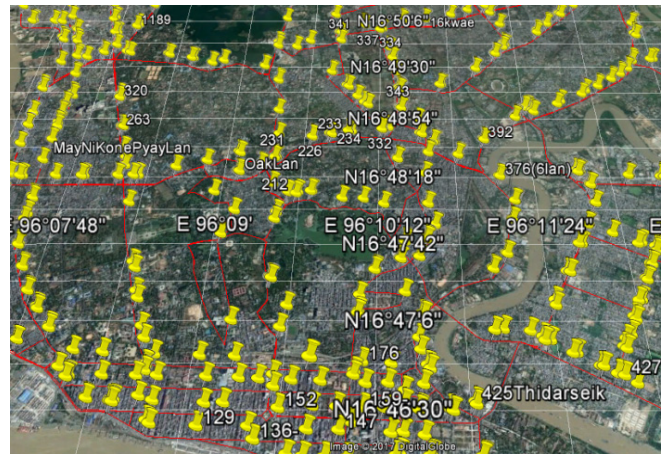 1189
341
N16°50'6"
16kwae
337
334
N16°49'30"
320
343
263
N16°48'54"
233
392
231
234
332
MayNiKonePyayLan
226
OakLan
N16°48'18"
376(6lan)
212
E 96°07'48"
E 96°09'
E 96°10'12"
E 96°11'24"
E
N16°47'42"
N16°47'6"
176
427
152
159
425Thidarseik
N16°46'30"
129
147
136-
Image © 2017 DigitalGlobe